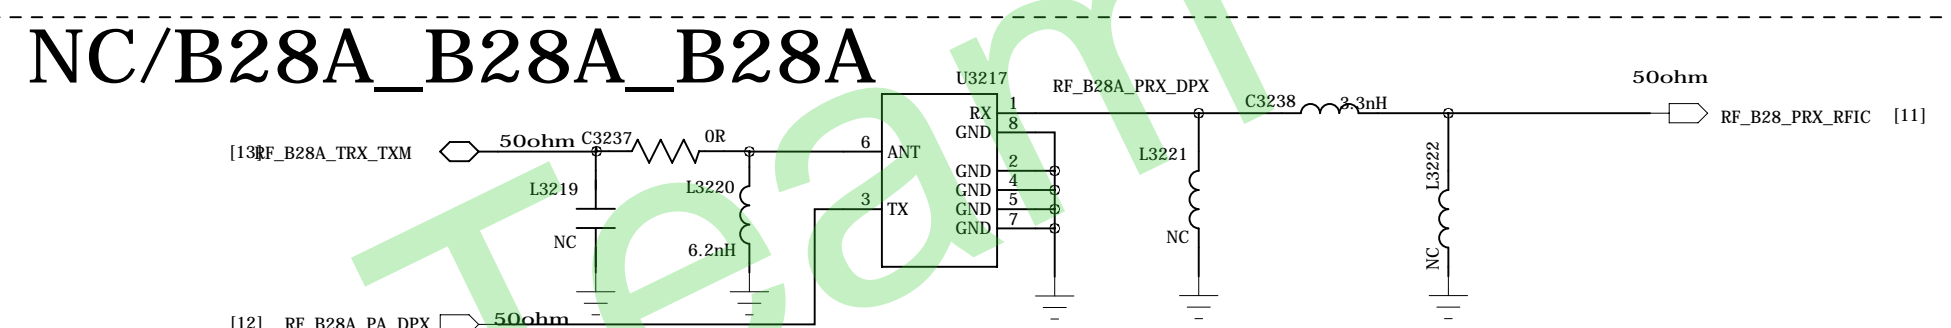 NC/B28A_B28A_B28A
U3217
RF_B28A_PRX_DPX
50ohm
RX 1
C3238 3.3nH
RF_B28_PRX_RFIC [11]
GND 8
[13] RF_B28A_TRX_TXM 50ohm C3237 0R
6 ANT
L3221
L3222
GND 2
L3219
L3220
GND 4
3 TX
GND 5
GND 7
NC
6.2nH
NC
NC
[12] RF_B28A_PA_DPX 50ohm
Team